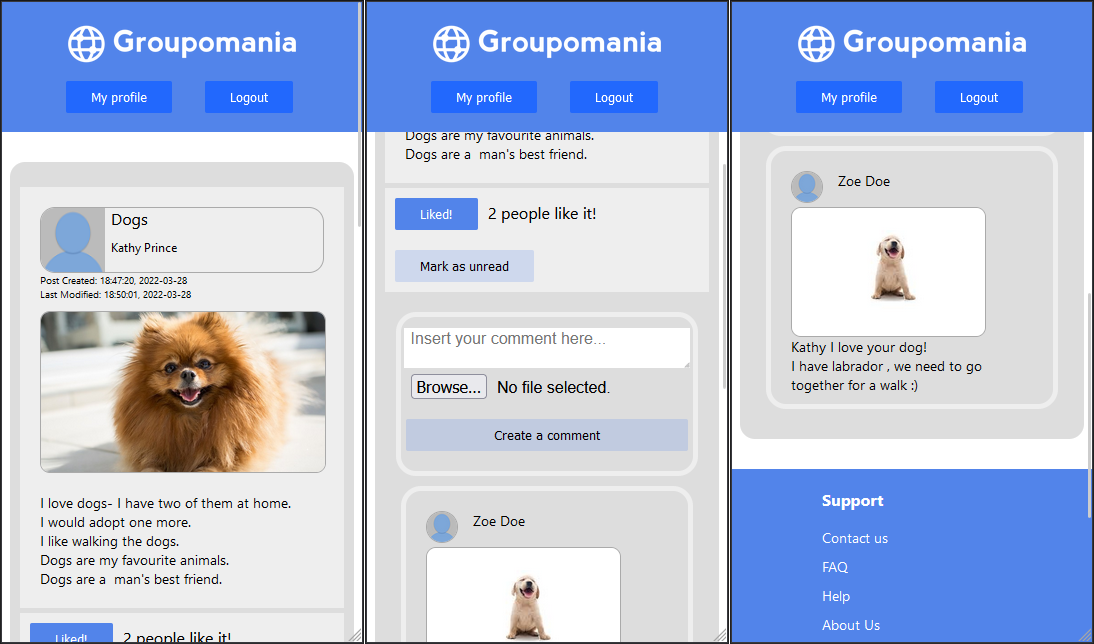 Groupomania
My profile
Logout
Dogs
Kathy Prince
Post Created: 18:47:20, 2022-03-28
Last Modified: 18:50:01, 2022-03-28
I love dogs- I have two of them at home.
I would adopt one more.
I like walking the dogs.
Dogs are my favourite animals.
Dogs are a  man's best friend.
Liked!
2 people like it!
Groupomania
My profile
Logout
Dogs are my favourite animals.
Dogs are a  man's best friend.
Liked!
2 people like it!
Mark as unread
Insert your comment here...
Browse...
No file selected.
Create a comment
Zoe Doe
Groupomania
My profile
Logout
Zoe Doe
Kathy I love your dog!
I have labrador , we need to go
together for a walk :)
Support
Contact us
FAQ
Help
About Us